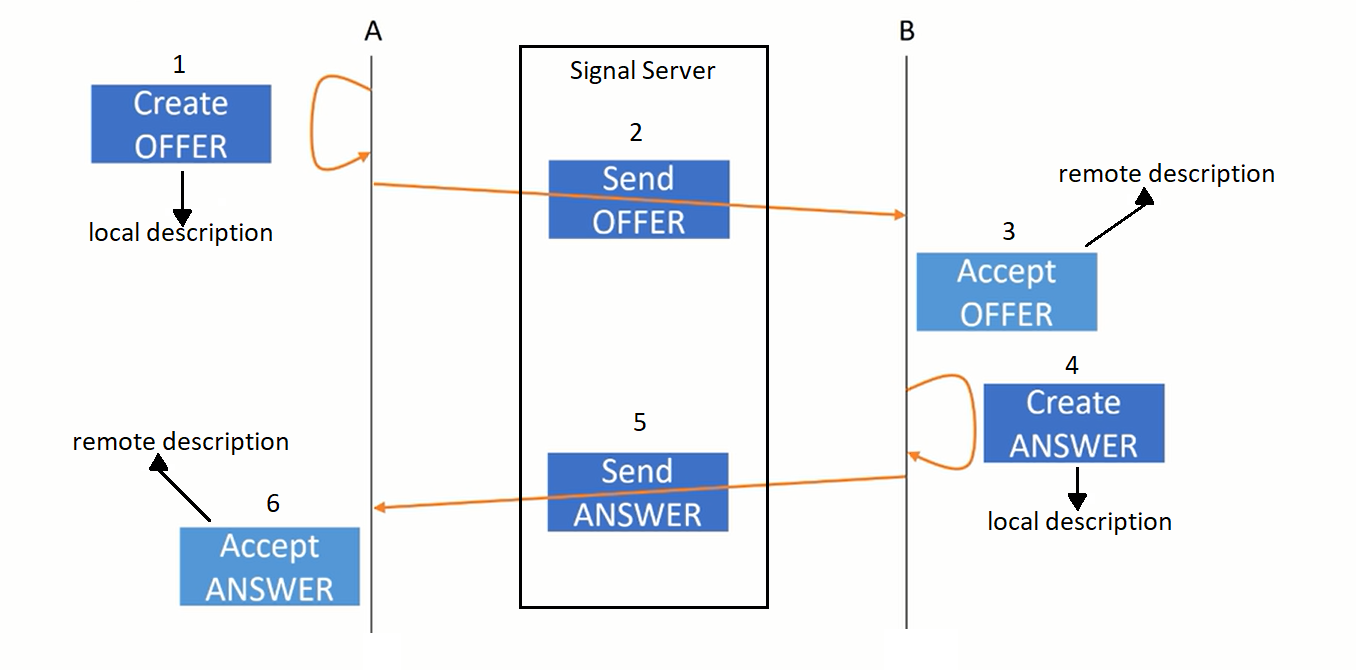 A
B
1
Create
OFFER
local description
Signal Server
2
Send
OFFER
remote description
3
Accept
OFFER
4
Create
ANSWER
local description
5
Send
ANSWER
remote description
6
Accept
ANSWER